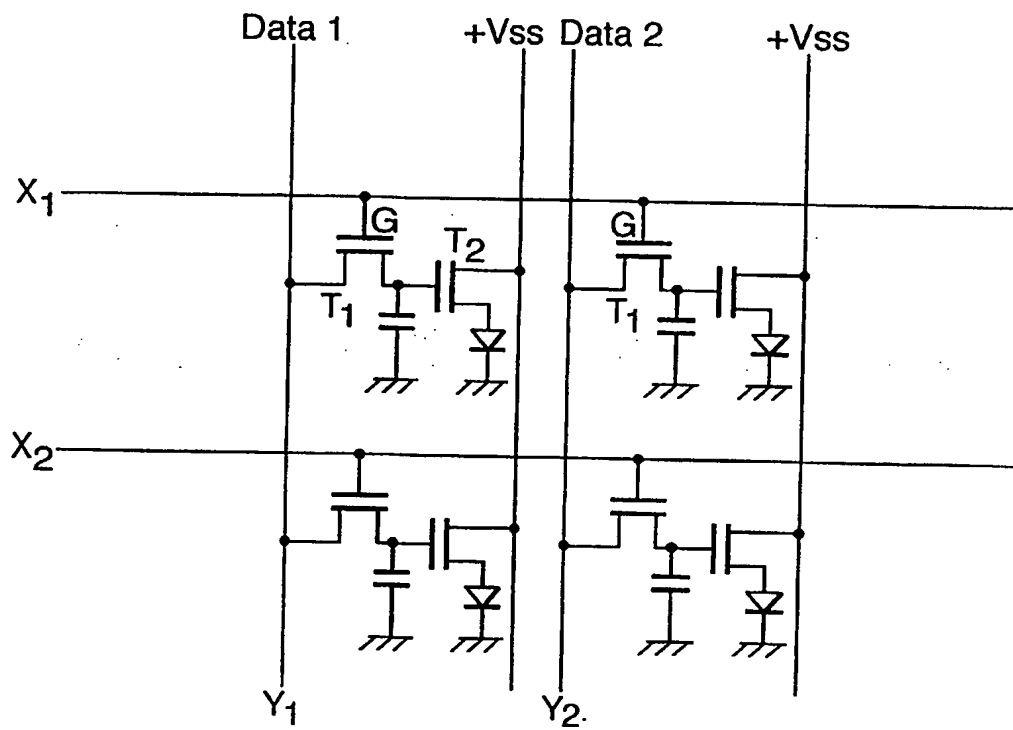 Data 1 +Vss Data 2 +Vss
X1
G G
T2
T1 T1
X2
Y1 Y2.